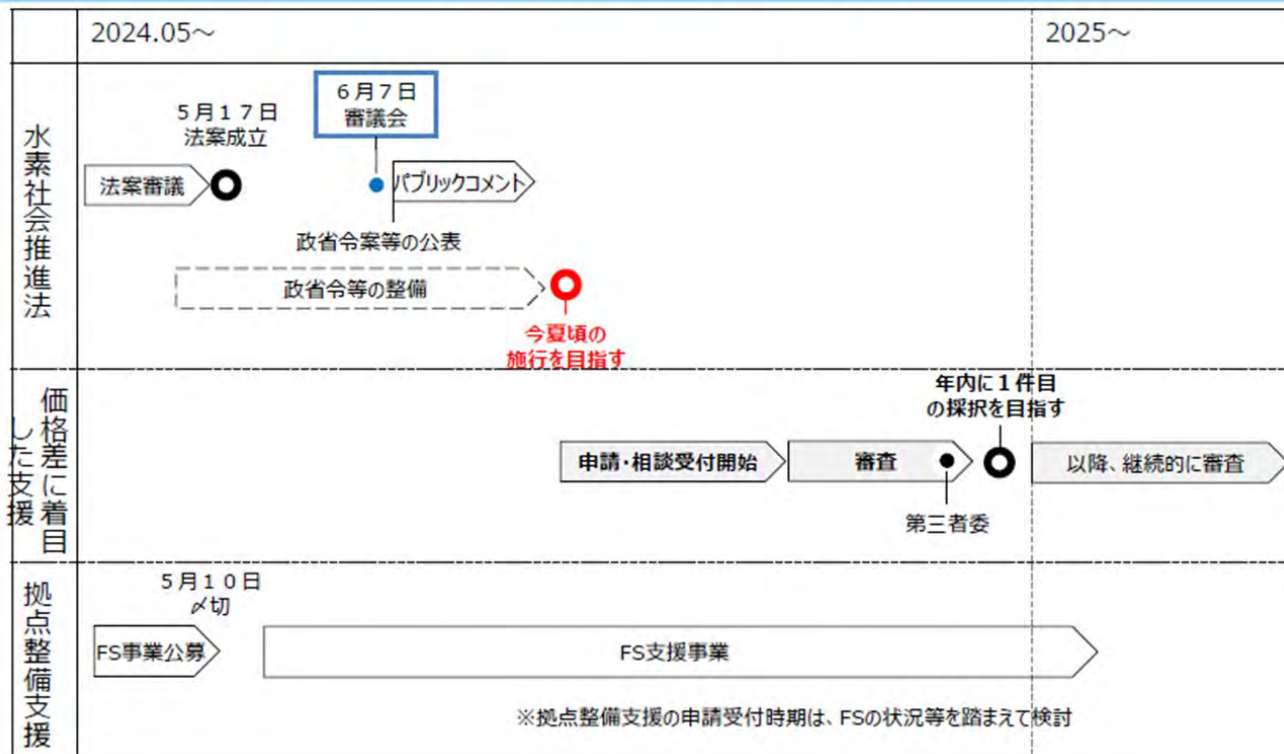 2024.05～
2025～
水素社会推進法
5月17日
法案成立
6月7日
審議会
法案審議
パブリックコメント
政省令案等の公表
政省令等の整備
今夏頃の
施行を目指す
価格差に着目
した支援
年内に1件目
の採択を目指す
申請・相談受付開始
審査
以降、継続的に審査
第三者委
拠点整備支援
5月10日
〆切
FS事業公募
FS支援事業
※拠点整備支援の申請受付時期は、FSの状況等を踏まえて検討